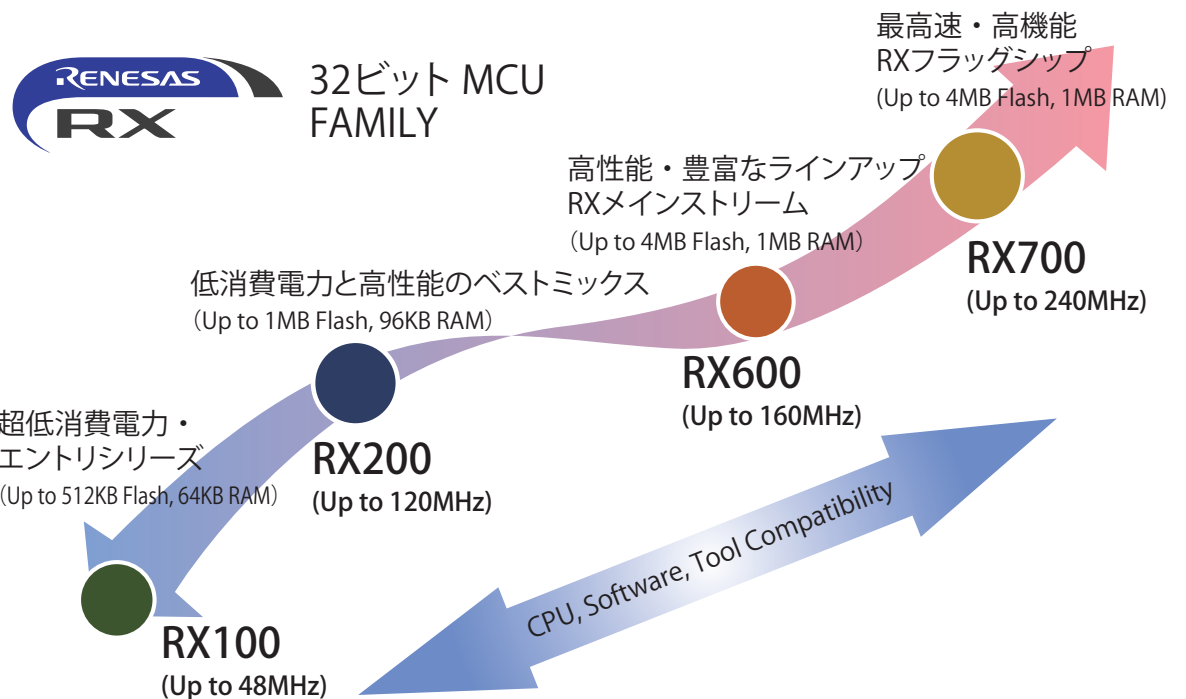 RENESAS
RX
32ビット MCU
FAMILY
最高速・高機能
RXフラッグシップ
(Up to 4MB Flash, 1MB RAM)
RX700
(Up to 240MHz)
高性能・豊富なラインアップ
RXメインストリーム
（Up to 4MB Flash, 1MB RAM）
RX600
(Up to 160MHz)
低消費電力と高性能のベストミックス
（Up to 1MB Flash, 96KB RAM）
RX200
(Up to 120MHz)
超低消費電力・
エントリシリーズ
（Up to 512KB Flash, 64KB RAM）
RX100
(Up to 48MHz)
CPU, Software, Tool Compatibility